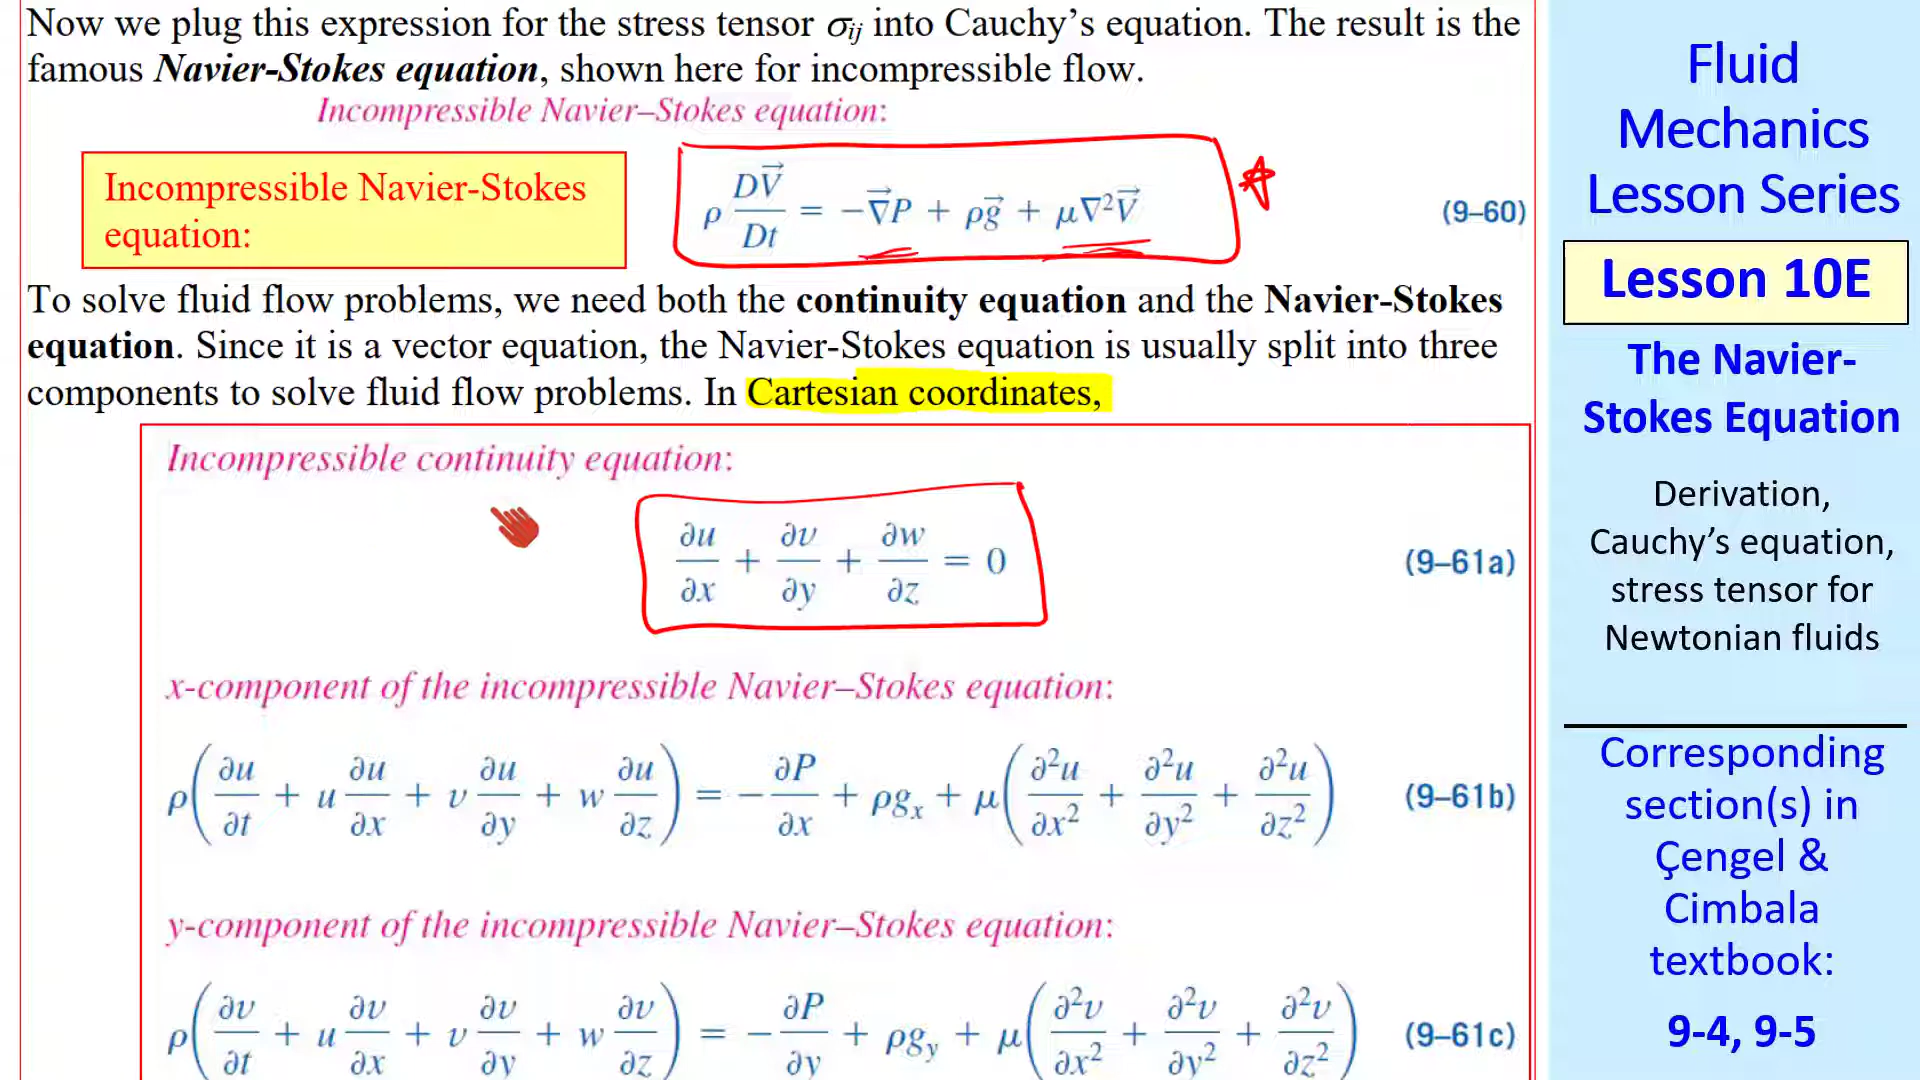 Now we plug this expression for the stress tensor σij into Cauchy's equation. The result is the
famous Navier-Stokes equation, shown here for incompressible flow.
Incompressible Navier–Stokes equation:
Incompressible Navier-Stokes
equation:
ρ DV⃗/Dt = −∇⃗P + ρg⃗ + μ∇²V⃗ (9–60)
To solve fluid flow problems, we need both the continuity equation and the Navier-Stokes
equation. Since it is a vector equation, the Navier-Stokes equation is usually split into three
components to solve fluid flow problems. In Cartesian coordinates,
Incompressible continuity equation:
∂u/∂x + ∂v/∂y + ∂w/∂z = 0 (9–61a)
x-component of the incompressible Navier–Stokes equation:
ρ(∂u/∂t + u ∂u/∂x + v ∂u/∂y + w ∂u/∂z) = −∂P/∂x + ρgx + μ(∂²u/∂x² + ∂²u/∂y² + ∂²u/∂z²) (9–61b)
y-component of the incompressible Navier–Stokes equation:
ρ(∂v/∂t + u ∂v/∂x + v ∂v/∂y + w ∂v/∂z) = −∂P/∂y + ρgy + μ(∂²v/∂x² + ∂²v/∂y² + ∂²v/∂z²) (9–61c)
Fluid
Mechanics
Lesson Series
Lesson 10E
The Navier-
Stokes Equation
Derivation,
Cauchy's equation,
stress tensor for
Newtonian fluids
Corresponding
section(s) in
Çengel &
Cimbala
textbook:
9-4, 9-5